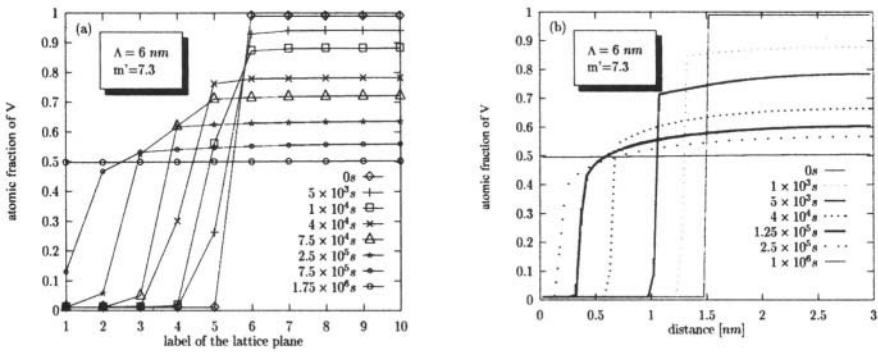 (a)
Λ = 6 nm
m'=7.3
atomic fraction of V
1
0.9
0.8
0.7
0.6
0.5
0.4
0.3
0.2
0.1
0
1 2 3 4 5 6 7 8 9 10
label of the lattice plane
0s
5 × 10³s
1 × 10⁴s
4 × 10⁴s
7.5 × 10⁴s
2.5 × 10⁵s
7.5 × 10⁵s
1.75 × 10⁶s
(b)
Λ = 6 nm
m'=7.3
atomic fraction of V
1
0.9
0.8
0.7
0.6
0.5
0.4
0.3
0.2
0.1
0
0 0.5 1 1.5 2 2.5 3
distance [nm]
0s
1 × 10³s
5 × 10³s
4 × 10⁴s
1.25 × 10⁵s
2.5 × 10⁵s
1 × 10⁶s